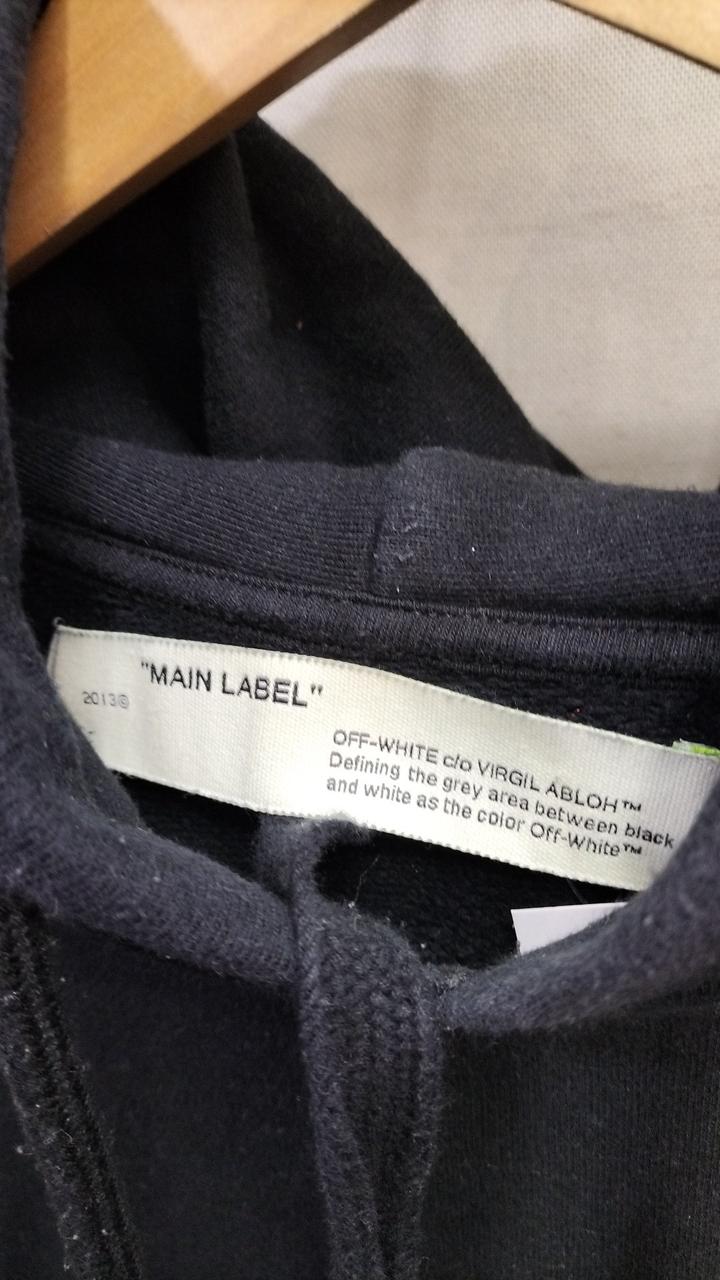 "MAIN LABEL"
2013©
OFF-WHITE c/o VIRGIL ABLOH™
Defining the grey area between black
and white as the color Off-White™